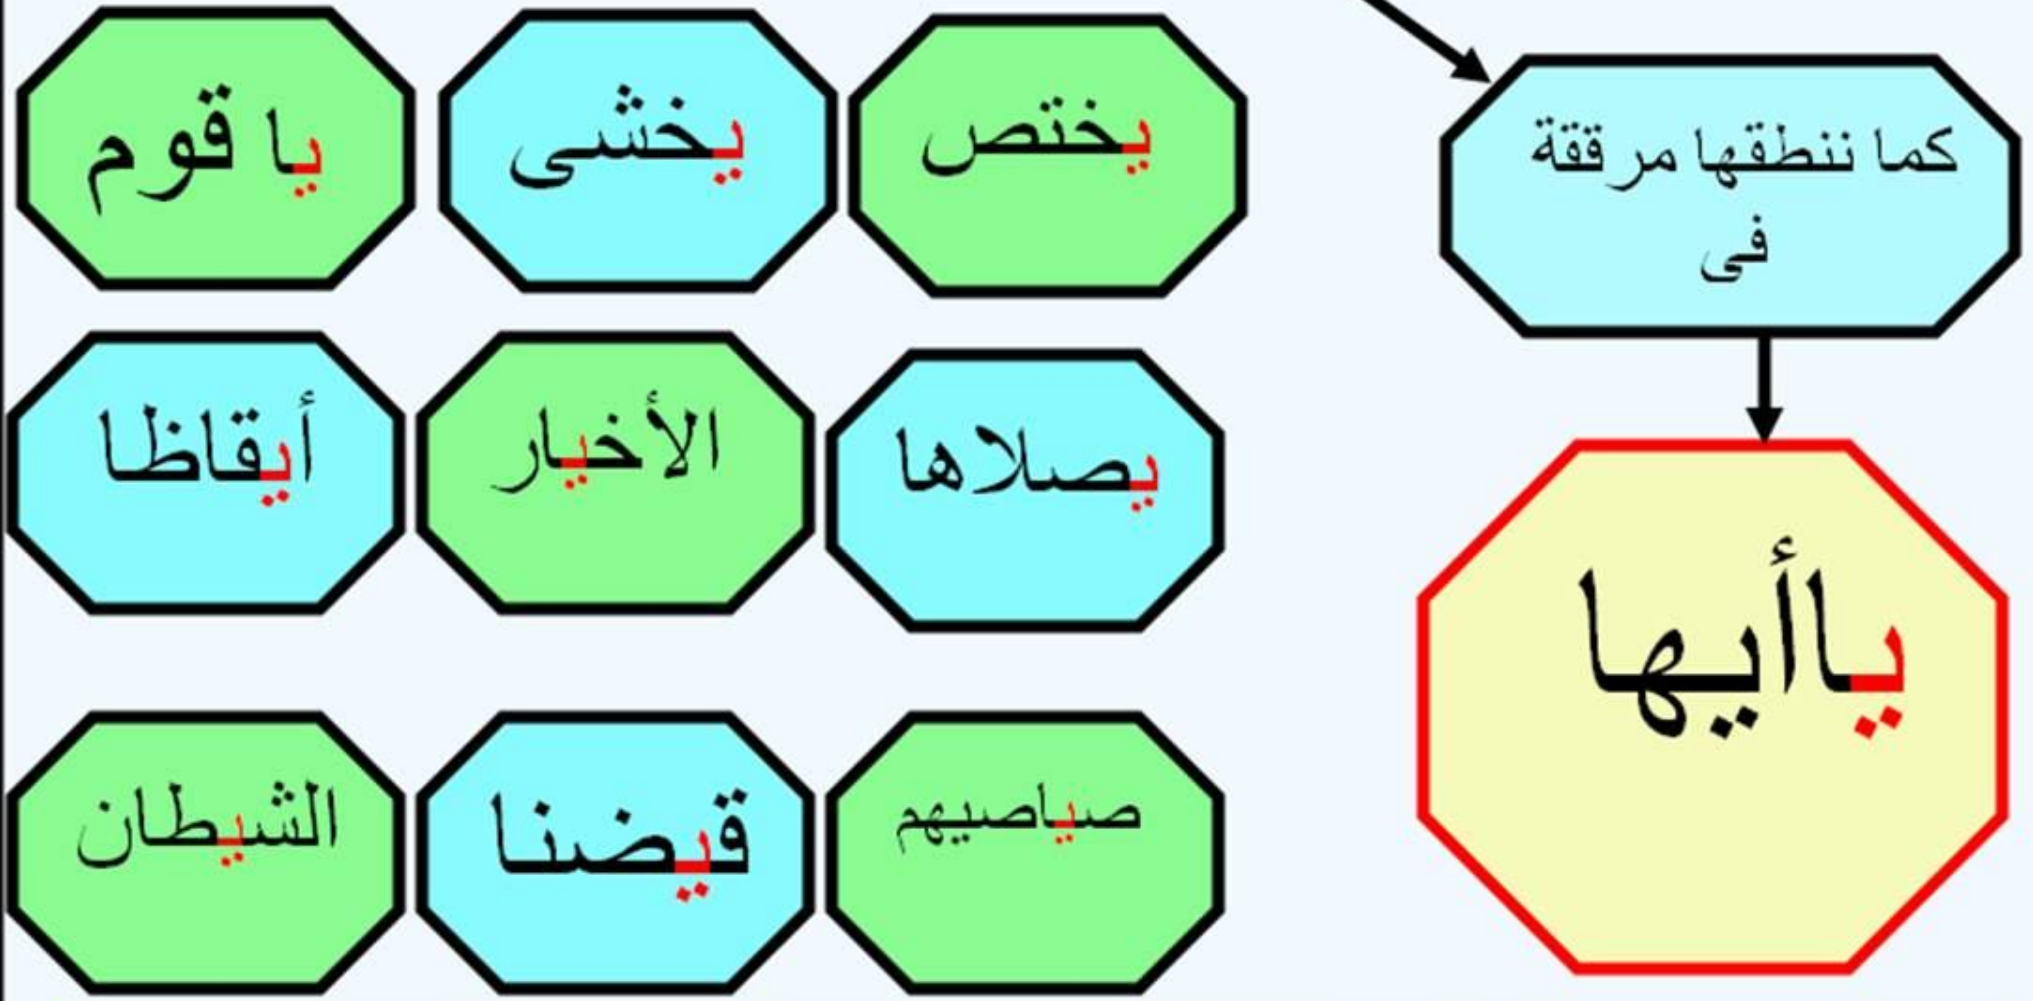 كما ننطقها مرققة
فى
ياأيها
يختص
يخشى
يا قوم
يصلاها
الأخيار
أيقاظا
صياصيهم
قيضنا
الشيطان